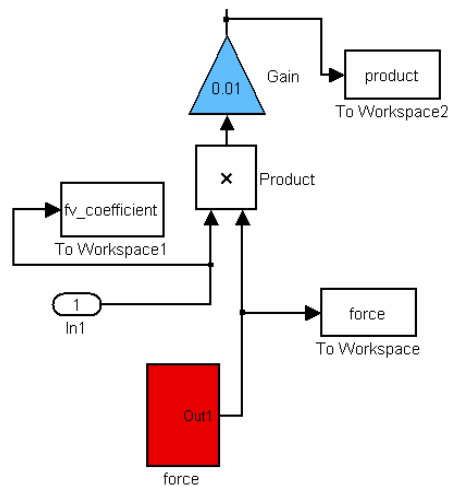 0.01
Gain
product
To Workspace2
×
Product
fv_coefficient
To Workspace1
1
In1
force
To Workspace
Out1
force